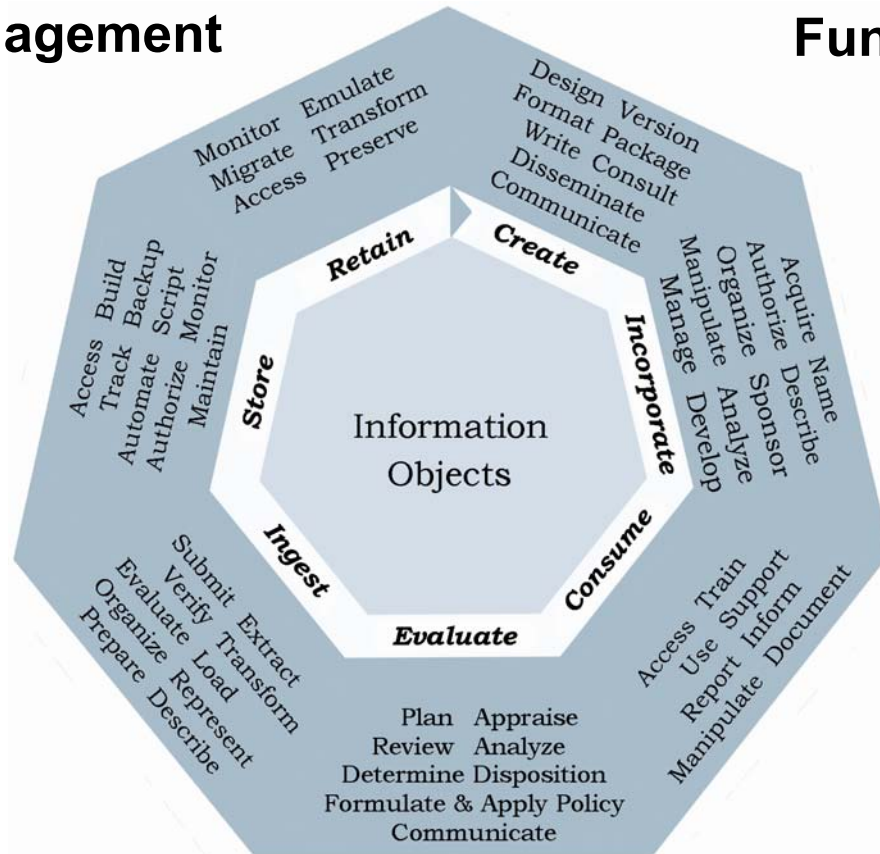 agement
Fun
Design Version
Format Package
Write Consult
Disseminate
Communicate
Create
Acquire Name
Authorize Describe
Organize Sponsor
Manipulate Analyze
Manage Develop
Incorporate
Access Train
Use Support
Report Inform
Manipulate Document
Consume
Evaluate
Plan Appraise
Review Analyze
Determine Disposition
Formulate & Apply Policy
Communicate
Ingest
Submit Extract
Verify Transform
Evaluate Load
Organize Represent
Prepare Describe
Store
Access Build
Track Backup
Automate Script
Authorize Monitor
Maintain
Retain
Monitor Emulate
Migrate Transform
Access Preserve
Information
Objects